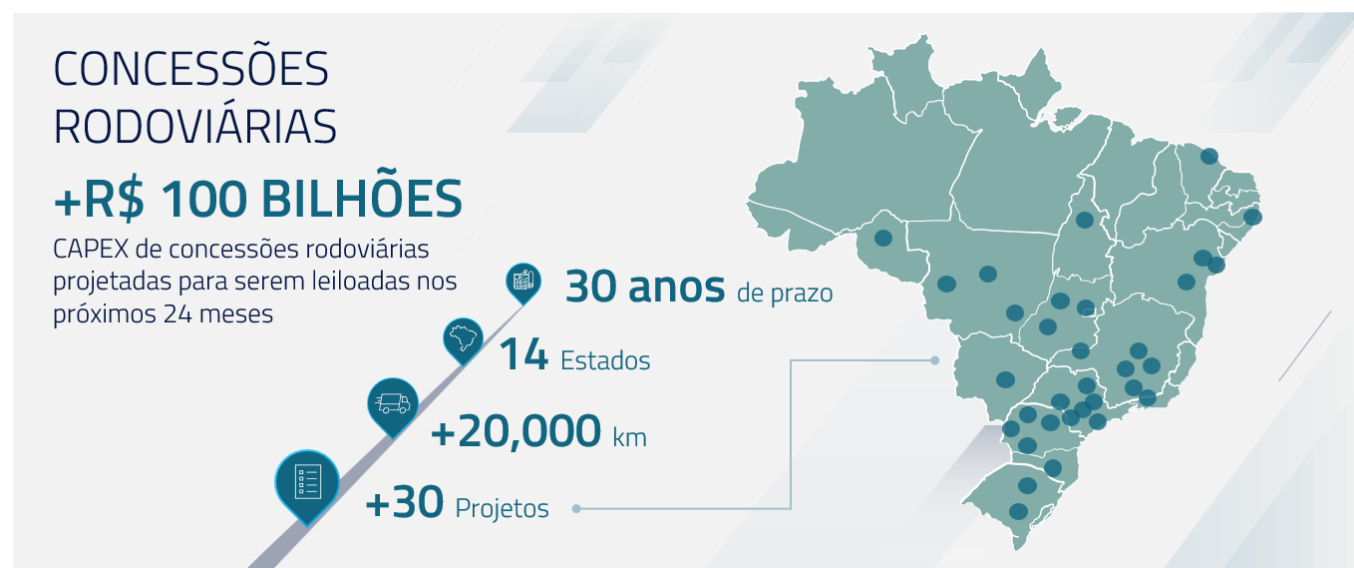 CONCESSÕES
RODOVIÁRIAS
+R$ 100 BILHÕES
CAPEX de concessões rodoviárias
projetadas para serem leiloadas nos
próximos 24 meses
30 anos de prazo
14 Estados
+20,000 km
+30 Projetos